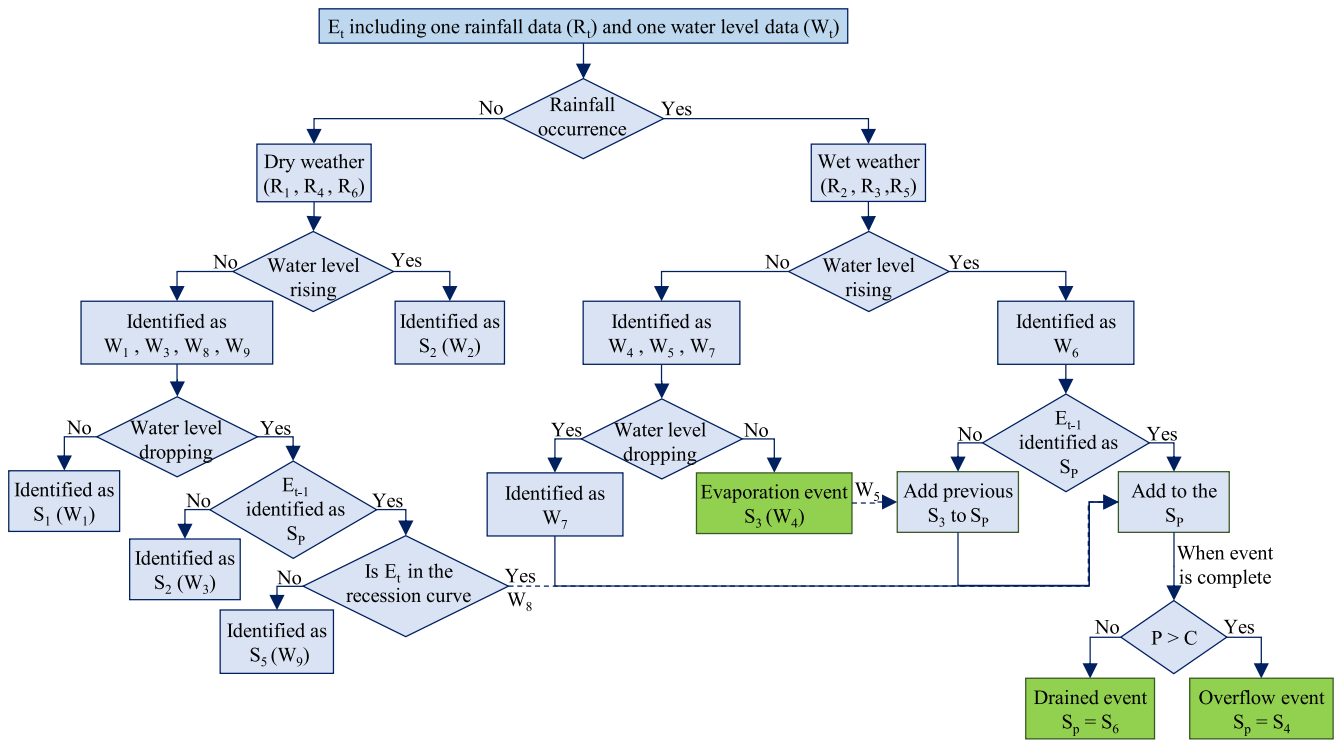 Eₜ including one rainfall data (Rₜ) and one water level data (Wₜ)
Rainfall
occurrence
No
Yes
Dry weather
(R₁ , R₄ , R₆)
Wet weather
(R₂ , R₃ ,R₅)
Water level
rising
No
Yes
Water level
rising
No
Yes
Identified as
W₁ , W₃ , W₈ , W₉
Identified as
S₂ (W₂)
Identified as
W₄ , W₅ , W₇
Identified as
W₆
Water level
dropping
No
Yes
Water level
dropping
Yes
No
Eₜ₋₁
identified as
Sₚ
No
Yes
Identified as
S₁ (W₁)
Eₜ₋₁
identified as
Sₚ
No
Yes
Identified as
W₇
Evaporation event
S₃ (W₄)
W₅
Add previous
S₃ to Sₚ
Add to the
Sₚ
Identified as
S₂ (W₃)
Is Eₜ in the
recession curve
No
Yes
W₈
When event
is complete
Identified as
S₅ (W₉)
P > C
No
Yes
Drained event
Sₚ = S₆
Overflow event
Sₚ = S₄